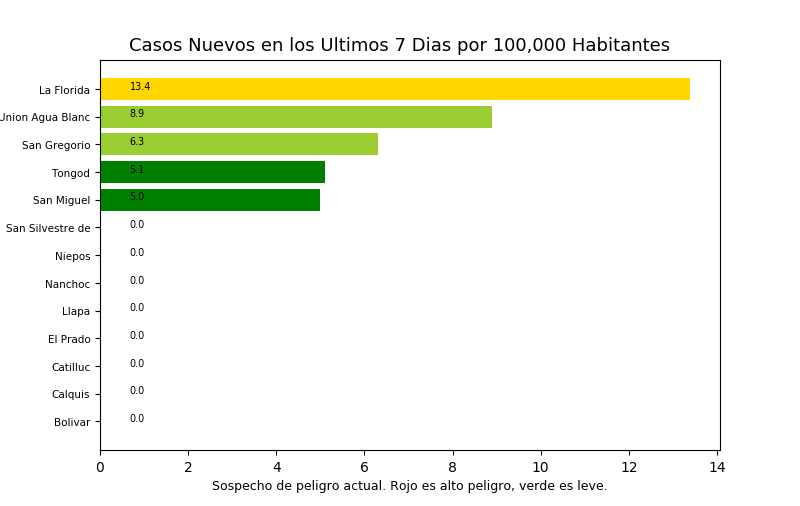 Casos Nuevos en los Ultimos 7 Dias por 100,000 Habitantes
La Florida 13.4
Union Agua Blanc 8.9
San Gregorio 6.3
Tongod 5.1
San Miguel 5.0
San Silvestre de 0.0
Niepos 0.0
Nanchoc 0.0
Llapa 0.0
El Prado 0.0
Catilluc 0.0
Calquis 0.0
Bolivar 0.0
0 2 4 6 8 10 12 14
Sospecho de peligro actual. Rojo es alto peligro, verde es leve.